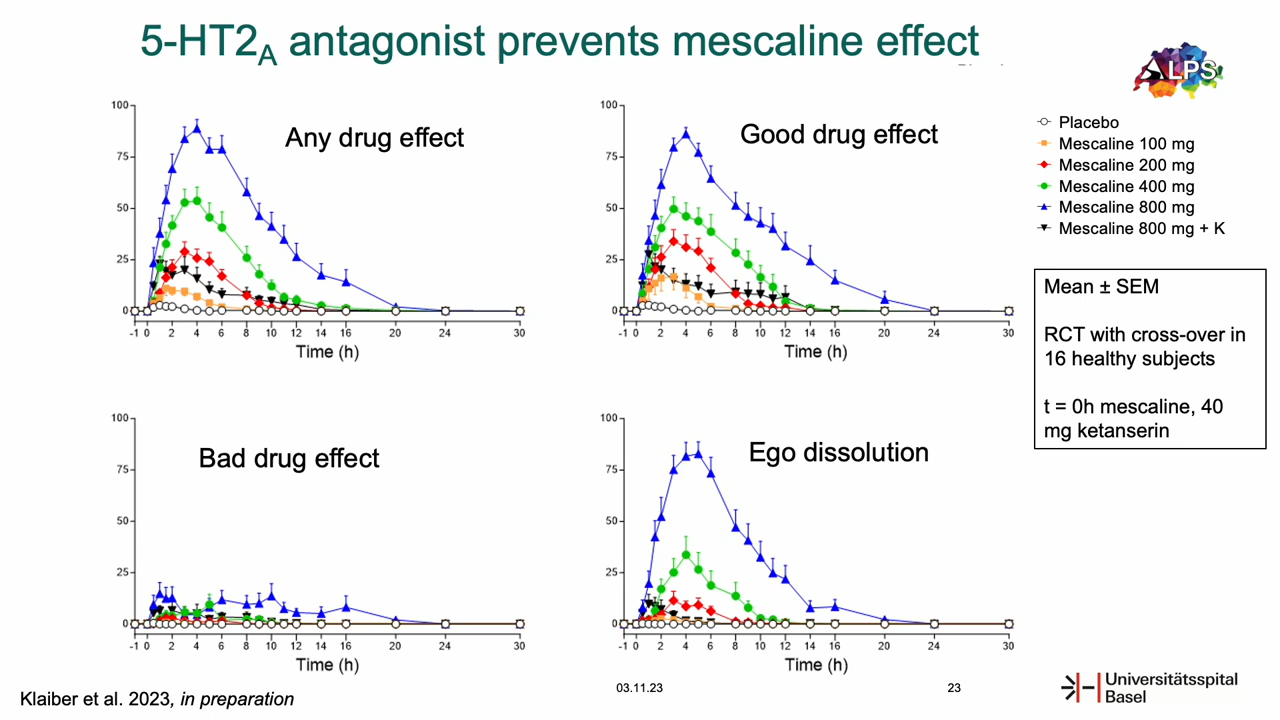 5-HT2A antagonist prevents mescaline effect
ALPS
Any drug effect
100
75
50
25
0
-1 0 2 4 6 8 10 12 14 16 20 24 30
Time (h)
Good drug effect
100
75
50
25
0
-1 0 2 4 6 8 10 12 14 16 20 24 30
Time (h)
Placebo
Mescaline 100 mg
Mescaline 200 mg
Mescaline 400 mg
Mescaline 800 mg
Mescaline 800 mg + K
Mean ± SEM
RCT with cross-over in
16 healthy subjects
t = 0h mescaline, 40
mg ketanserin
Bad drug effect
100
75
50
25
0
-1 0 2 4 6 8 10 12 14 16 20 24 30
Time (h)
Ego dissolution
100
75
50
25
0
-1 0 2 4 6 8 10 12 14 16 20 24 30
Time (h)
Klaiber et al. 2023, in preparation
03.11.23
23
Universitätsspital
Basel